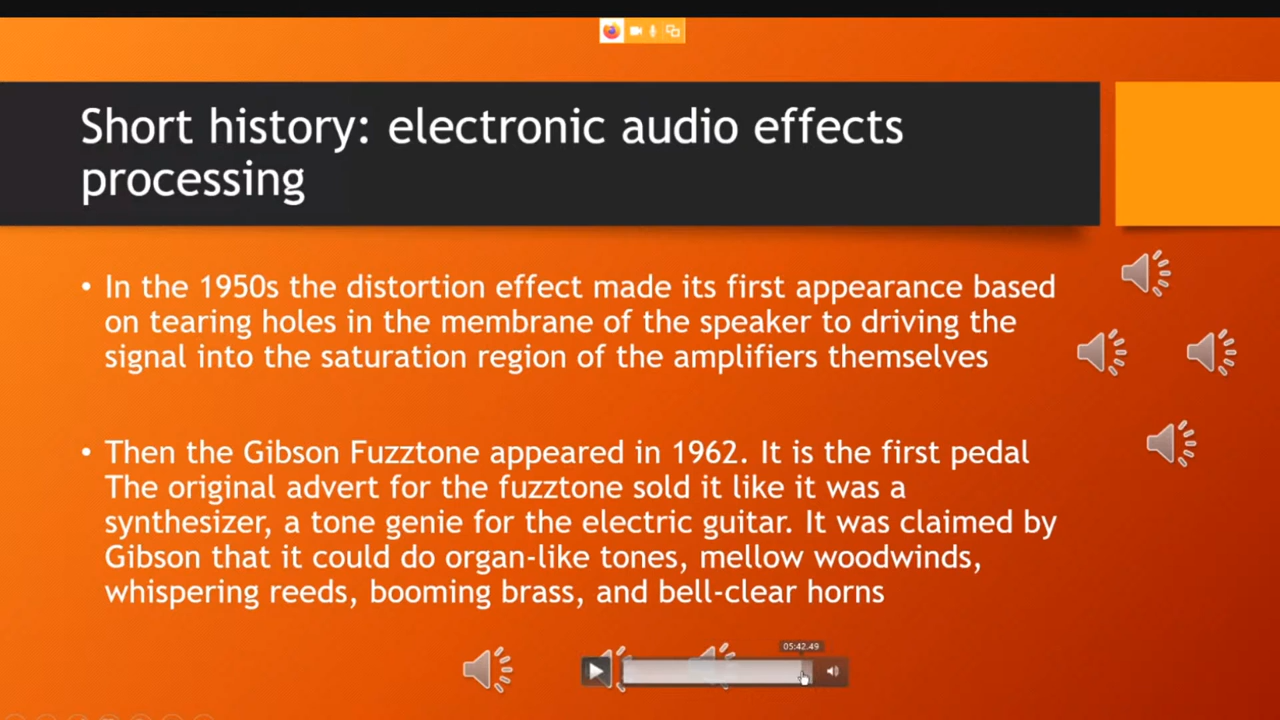 Short history: electronic audio effects
processing
• In the 1950s the distortion effect made its first appearance based
on tearing holes in the membrane of the speaker to driving the
signal into the saturation region of the amplifiers themselves
• Then the Gibson Fuzztone appeared in 1962. It is the first pedal
The original advert for the fuzztone sold it like it was a
synthesizer, a tone genie for the electric guitar. It was claimed by
Gibson that it could do organ-like tones, mellow woodwinds,
whispering reeds, booming brass, and bell-clear horns
05:42.49